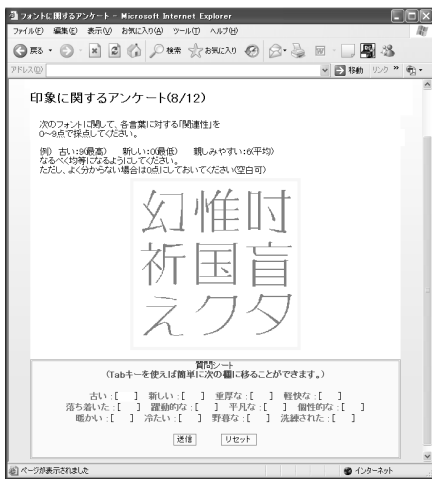 フォントに関するアンケート - Microsoft Internet Explorer
ファイル(F) 編集(E) 表示(V) お気に入り(A) ツール(T) ヘルプ(H)
戻る 検索 お気に入り
アドレス(D) 移動 リンク »
印象に関するアンケート(8/12)
次のフォントに関して、各言葉に対する「関連性」を
0～9点で採点してください。
例) 古い:9(最高) 新しい:0(最低) 親しみやすい:6(平均)
なるべく均等になるようにしてください。
ただし、よく分からない場合は0点にしておいてください(空白可)
幻惟吋
祈国盲
えクタ
質問シート
(Tabキーを使えば簡単に次の欄に移ることができます。)
古い:[ ] 新しい:[ ] 重厚な:[ ] 軽快な:[ ]
落ち着いた:[ ] 躍動的な:[ ] 平凡な:[ ] 個性的な:[ ]
暖かい:[ ] 冷たい:[ ] 野暮な:[ ] 洗練された:[ ]
送信 リセット
ページが表示されました インターネット